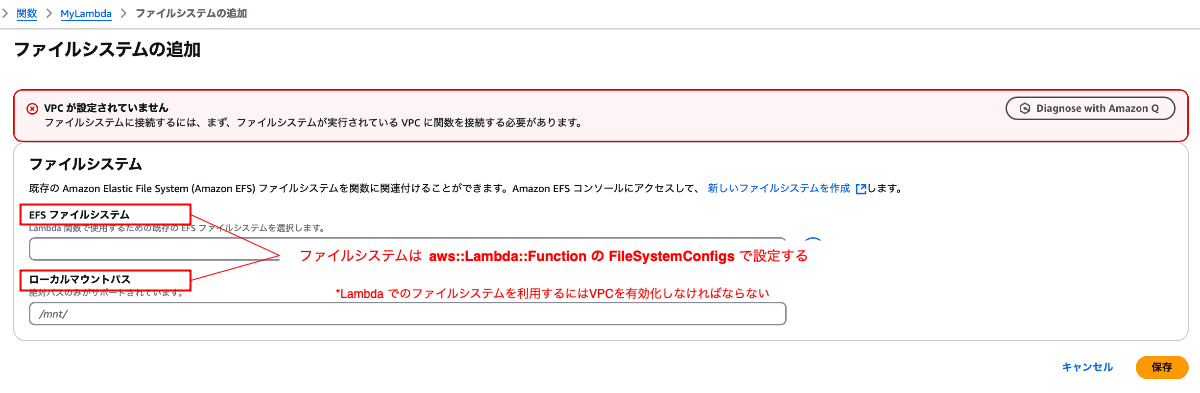 関数 > MyLambda > ファイルシステムの追加
ファイルシステムの追加
VPC が設定されていません
ファイルシステムに接続するには、まず、ファイルシステムが実行されている VPC に関数を接続する必要があります。
Diagnose with Amazon Q
ファイルシステム
既存の Amazon Elastic File System (Amazon EFS) ファイルシステムを関数に関連付けることができます。Amazon EFS コンソールにアクセスして、 新しいファイルシステムを作成 します。
EFS ファイルシステム
Lambda 関数で使用するための既存の EFS ファイルシステムを選択します。
ファイルシステムは aws::Lambda::Function の FileSystemConfigs で設定する
ローカルマウントパス
絶対パスのみがサポートされています。
*Lambda でのファイルシステムを利用するにはVPCを有効化しなければならない
/mnt/
キャンセル
保存